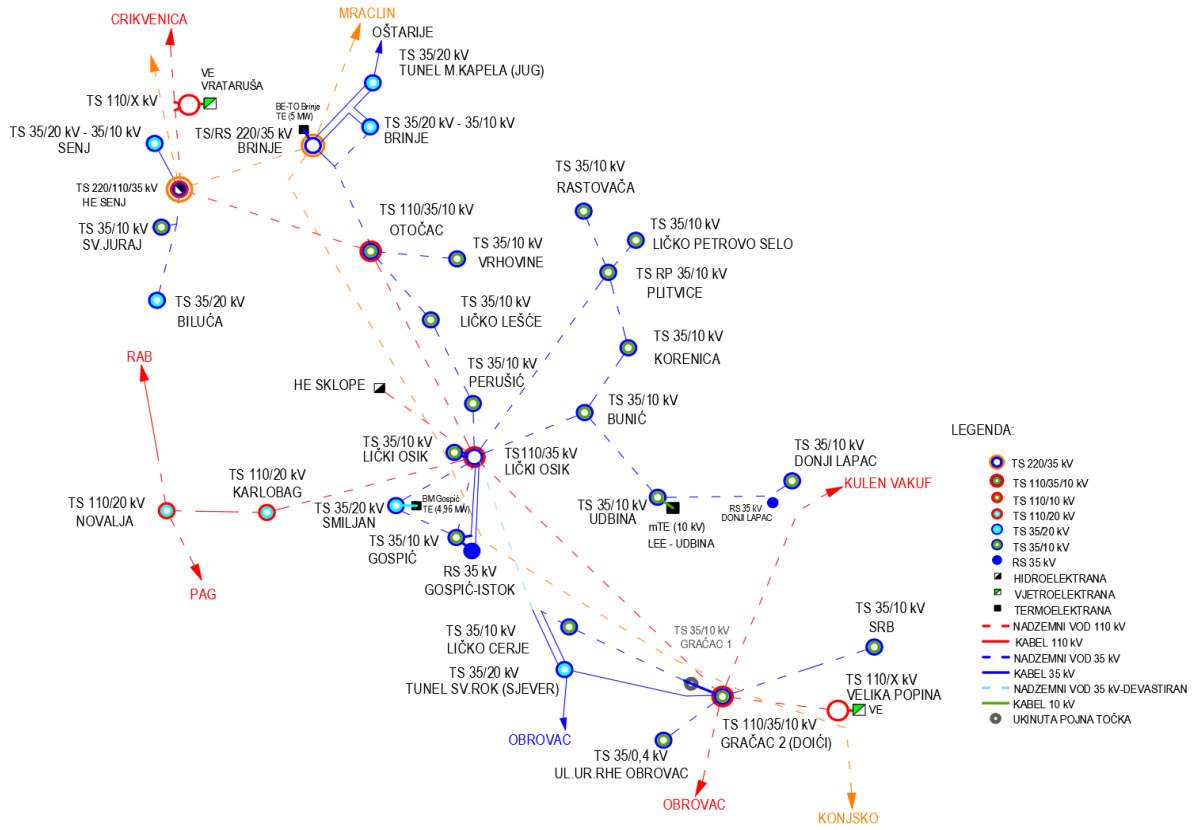 CRIKVENICA
MRACLIN
OŠTARIJE
TS 35/20 kV
TUNEL M.KAPELA (JUG)
VE
VRATARUŠA
TS 110/X kV
BE-TO Brinje
TE (5 MW)
TS 35/20 kV - 35/10 kV
SENJ
TS/RS 220/35 kV
BRINJE
TS 35/20 kV - 35/10 kV
BRINJE
TS 220/110/35 kV
HE SENJ
TS 35/10 kV
SV.JURAJ
TS 35/20 kV
BILUĆA
TS 110/35/10 kV
OTOČAC
TS 35/10 kV
VRHOVINE
TS 35/10 kV
RASTOVAČA
TS 35/10 kV
LIČKO PETROVO SELO
TS RP 35/10 kV
PLITVICE
TS 35/10 kV
LIČKO LEŠĆE
TS 35/10 kV
KORENICA
RAB
HE SKLOPE
TS 35/10 kV
PERUŠIĆ
TS 35/10 kV
BUNIĆ
TS 35/10 kV
LIČKI OSIK
TS110/35 kV
LIČKI OSIK
TS 35/10 kV
DONJI LAPAC
KULEN VAKUF
TS 110/20 kV
KARLOBAG
TS 110/20 kV
NOVALJA
TS 35/20 kV
SMILJAN
BM Gospić
TE (4,96 MW)
TS 35/10 kV
UDBINA
mTE (10 kV)
LEE - UDBINA
RS 35 kV
DONJI LAPAC
TS 35/10 kV
GOSPIĆ
RS 35 kV
GOSPIĆ-ISTOK
PAG
TS 35/10 kV
LIČKO CERJE
TS 35/10 kV
GRAČAC 1
TS 35/10 kV
SRB
TS 35/20 kV
TUNEL SV.ROK (SJEVER)
TS 110/X kV
VELIKA POPINA
VE
OBROVAC
TS 110/35/10 kV
GRAČAC 2 (DOIĆI)
TS 35/0,4 kV
UL.UR.RHE OBROVAC
OBROVAC
KONJSKO
LEGENDA:
TS 220/35 kV
TS 110/35/10 kV
TS 110/10 kV
TS 110/20 kV
TS 35/20 kV
TS 35/10 kV
RS 35 kV
HIDROELEKTRANA
VJETROELEKTRANA
TERMOELEKTRANA
NADZEMNI VOD 110 kV
KABEL 110 kV
NADZEMNI VOD 35 kV
KABEL 35 kV
NADZEMNI VOD 35 kV-DEVASTIRAN
KABEL 10 kV
UKINUTA POJNA TOČKA